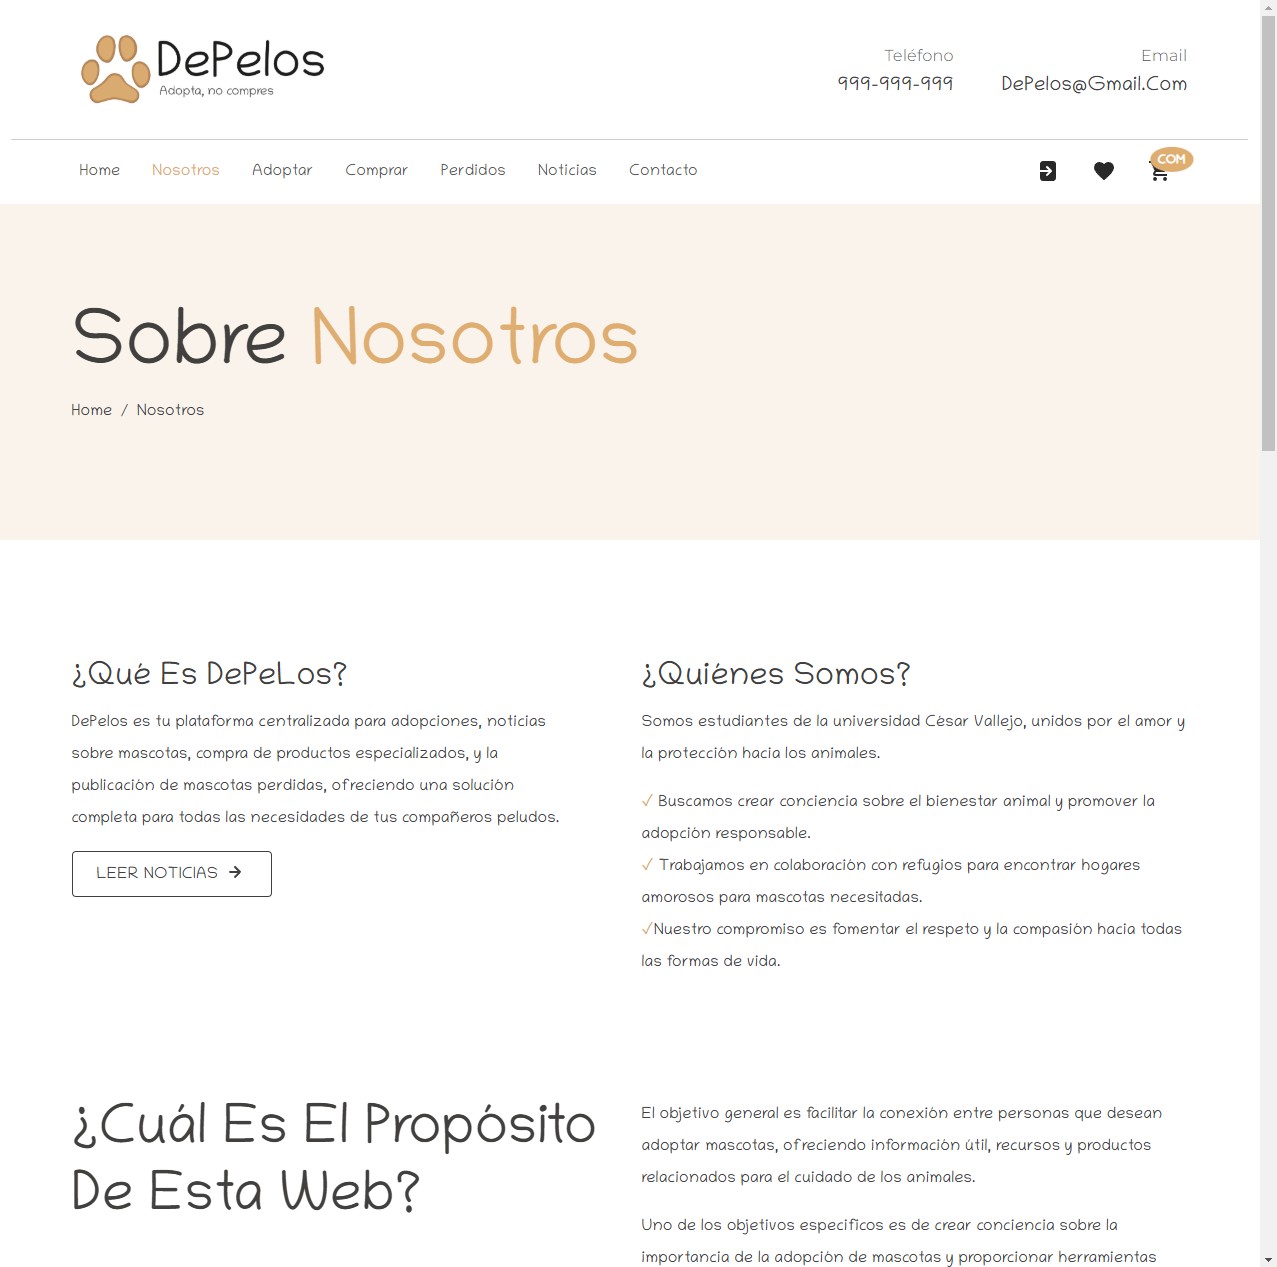 DePelos
Adopta, no compres
Teléfono
999-999-999
Email
DePelos@Gmail.Com
Home
Nosotros
Adoptar
Comprar
Perdidos
Noticias
Contacto
COM
Sobre Nosotros
Home / Nosotros
¿Qué Es DePeLos?
DePelos es tu plataforma centralizada para adopciones, noticias
sobre mascotas, compra de productos especializados, y la
publicación de mascotas perdidas, ofreciendo una solución
completa para todas las necesidades de tus compañeros peludos.
LEER NOTICIAS →
¿Quiénes Somos?
Somos estudiantes de la universidad Cèsar Vallejo, unidos por el amor y
la protección hacia los animales.
✓ Buscamos crear conciencia sobre el bienestar animal y promover la
adopción responsable.
✓ Trabajamos en colaboración con refugios para encontrar hogares
amorosos para mascotas necesitadas.
✓Nuestro compromiso es fomentar el respeto y la compasión hacia todas
las formas de vida.
¿Cuál Es El Propósito
De Esta Web?
El objetivo general es facilitar la conexión entre personas que desean
adoptar mascotas, ofreciendo información útil, recursos y productos
relacionados para el cuidado de los animales.
Uno de los objetivos especificos es de crear conciencia sobre la
importancia de la adopción de mascotas y proporcionar herramientas